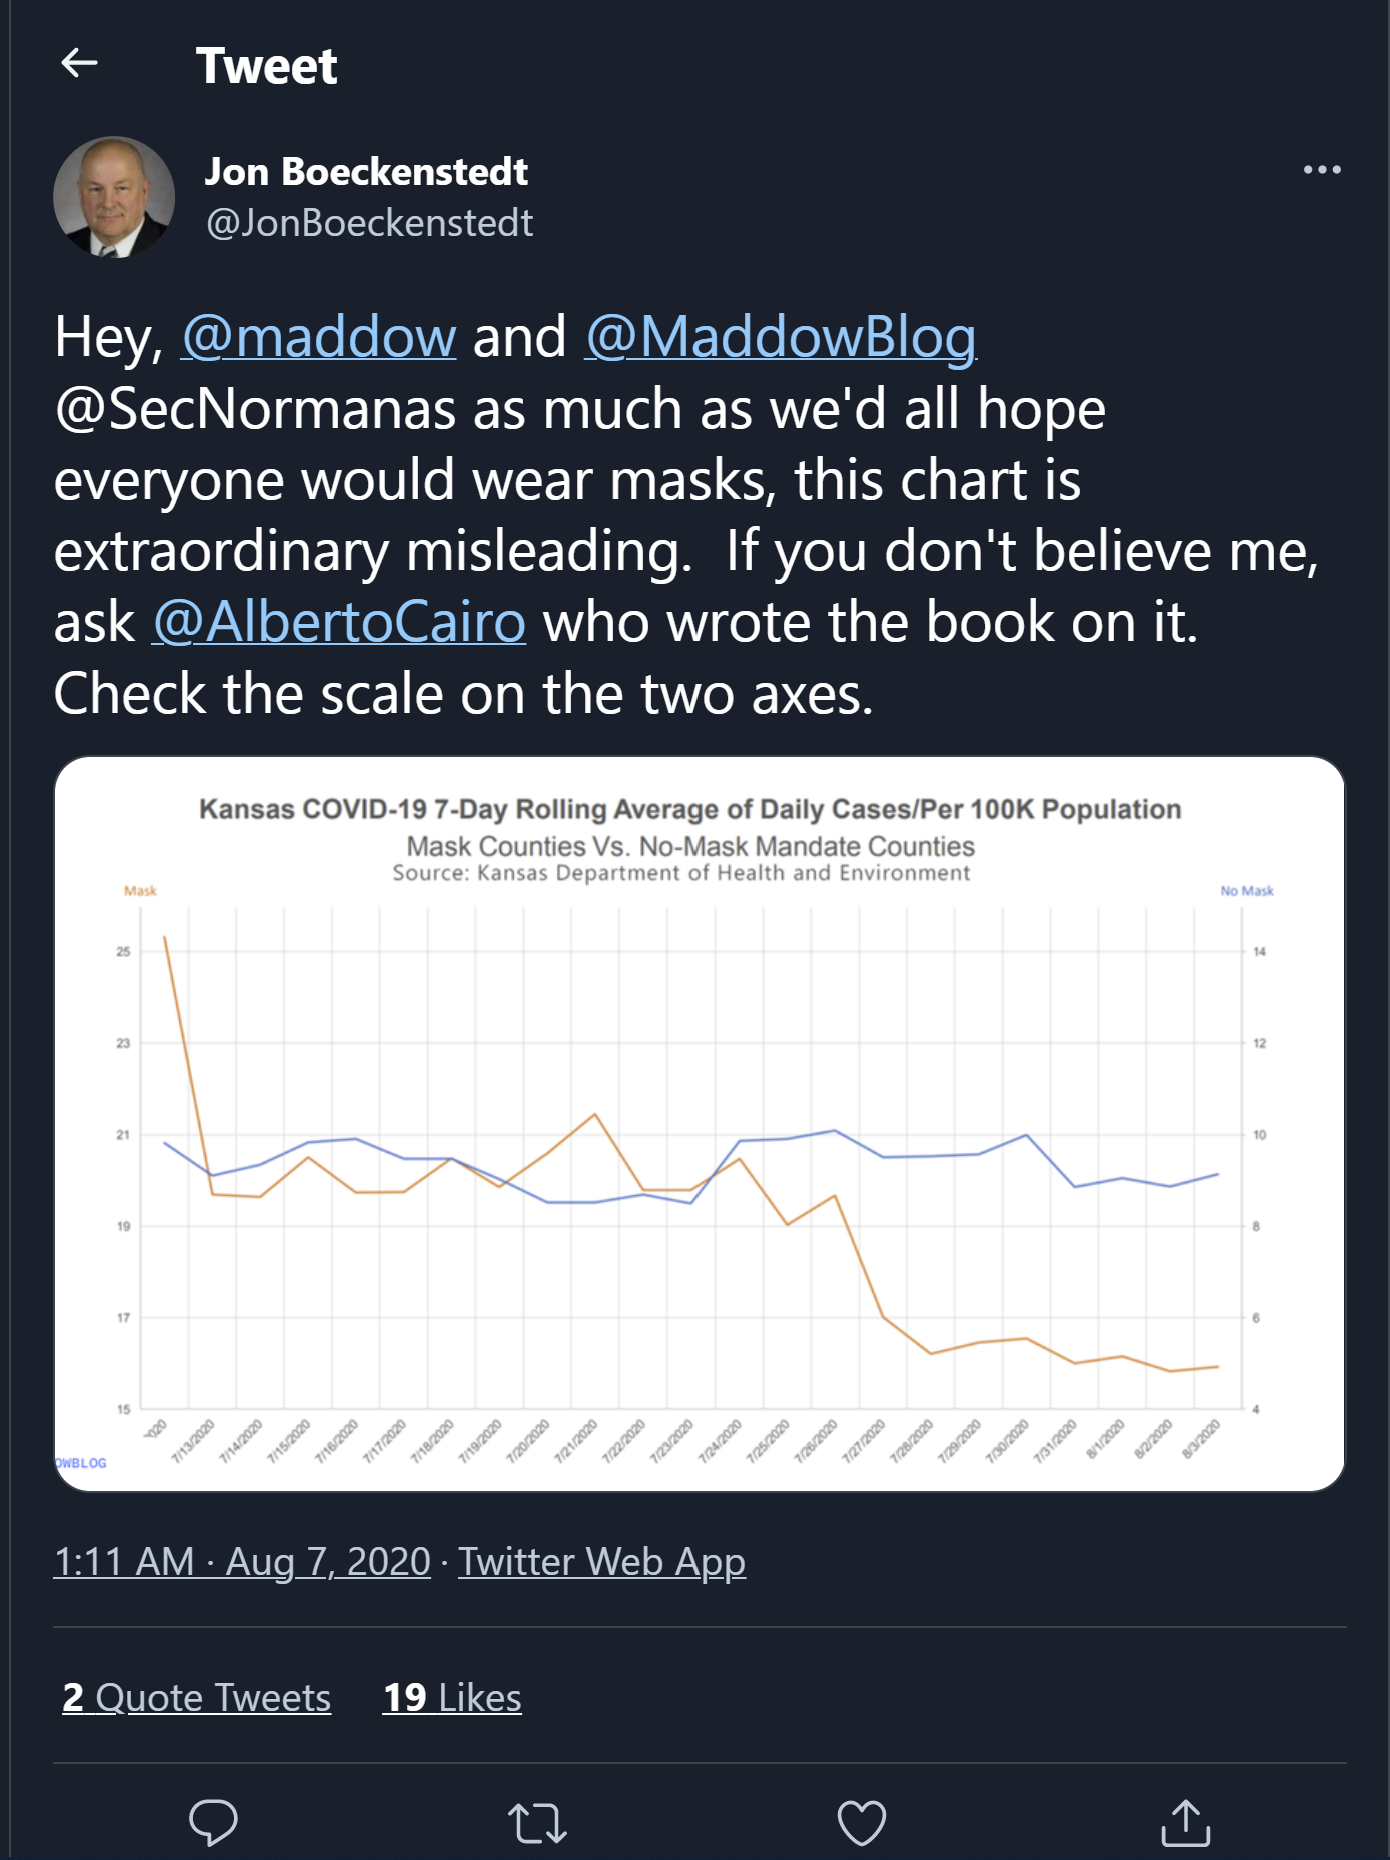 Tweet
Jon Boeckenstedt
@JonBoeckenstedt
Hey, @maddow and @MaddowBlog
@SecNormanas as much as we'd all hope
everyone would wear masks, this chart is
extraordinary misleading.  If you don't believe me,
ask @AlbertoCairo who wrote the book on it.
Check the scale on the two axes.
Kansas COVID-19 7-Day Rolling Average of Daily Cases/Per 100K Population
Mask Counties Vs. No-Mask Mandate Counties
Source: Kansas Department of Health and Environment
Mask
No Mask
25
14
23
12
21
10
19
8
17
6
15
4
2020
7/13/2020
7/14/2020
7/15/2020
7/16/2020
7/17/2020
7/18/2020
7/19/2020
7/20/2020
7/21/2020
7/22/2020
7/23/2020
7/24/2020
7/25/2020
7/26/2020
7/27/2020
7/28/2020
7/29/2020
7/30/2020
7/31/2020
8/1/2020
8/2/2020
8/3/2020
OWBLOG
1:11 AM · Aug 7, 2020 · Twitter Web App
2 Quote Tweets 19 Likes